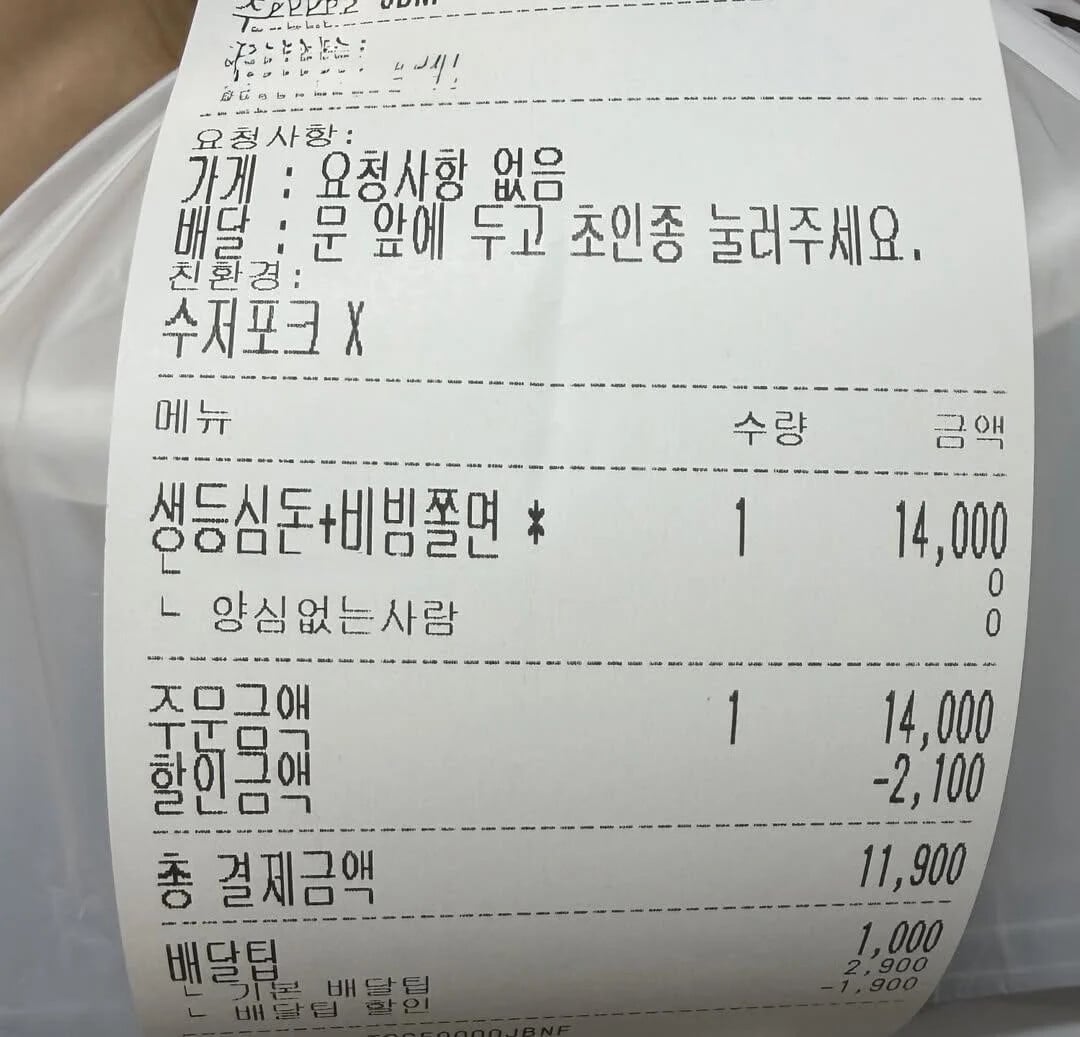 요청사항:
가게 : 요청사항 없음
배달 : 문 앞에 두고 초인종 눌러주세요.
친환경:
수저포크 X
메뉴 수량 금액
생등심돈+비빔쫄면 * 1 14,000
ㄴ 0
ㄴ 양심없는사람 0
주문금액 1 14,000
할인금액 -2,100
총 결제금액 11,900
배달팁 1,000
ㄴ 기본 배달팁 2,900
ㄴ 배달팁 할인 -1,900